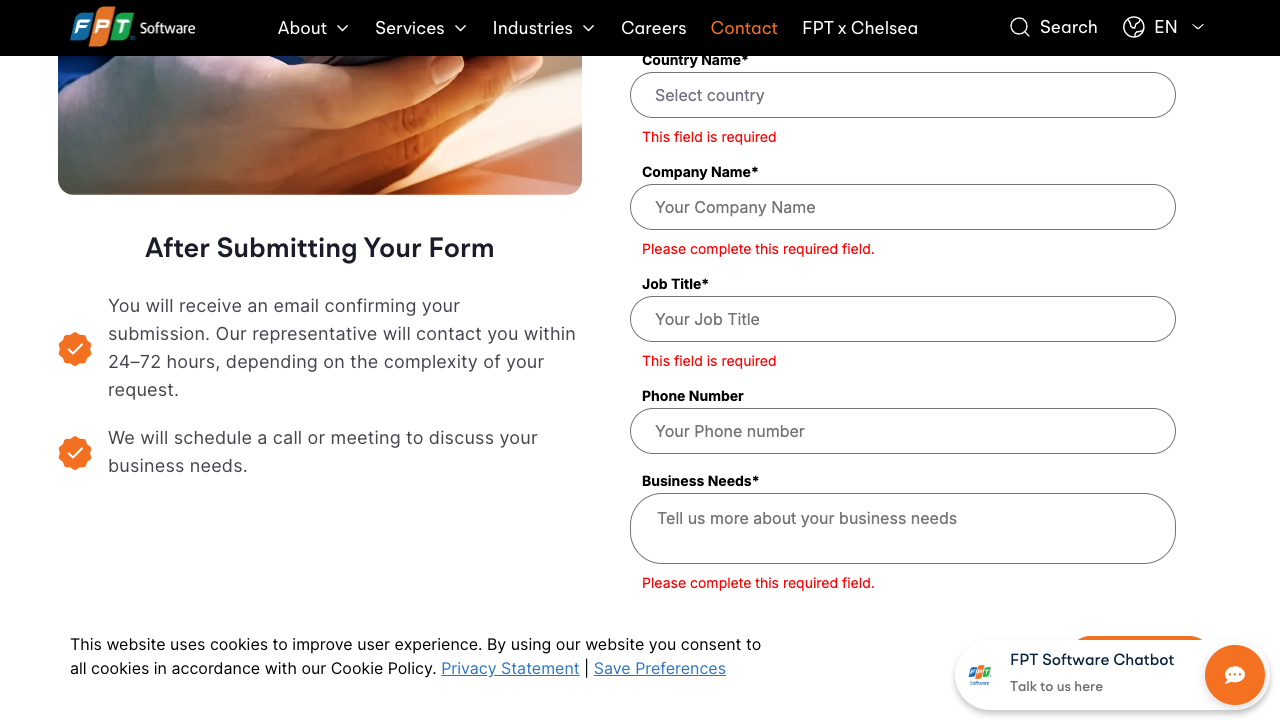 FPT Software
About
Services
Industries
Careers
Contact
FPT x Chelsea
Search
EN
Country Name*
Select country
This field is required
Company Name*
Your Company Name
Please complete this required field.
Job Title*
Your Job Title
This field is required
Phone Number
Your Phone number
Business Needs*
Tell us more about your business needs
Please complete this required field.
After Submitting Your Form
You will receive an email confirming your
submission. Our representative will contact you within
24–72 hours, depending on the complexity of your
request.
We will schedule a call or meeting to discuss your
business needs.
This website uses cookies to improve user experience. By using our website you consent to
all cookies in accordance with our Cookie Policy. Privacy Statement | Save Preferences
FPT Software
FPT Software Chatbot
Talk to us here